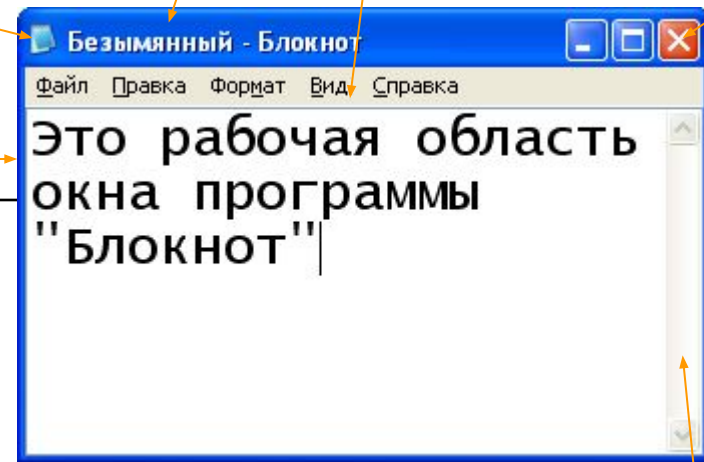 Безымянный - Блокнот
Файл Правка Формат Вид Справка
Это рабочая область
окна программы
"Блокнот"